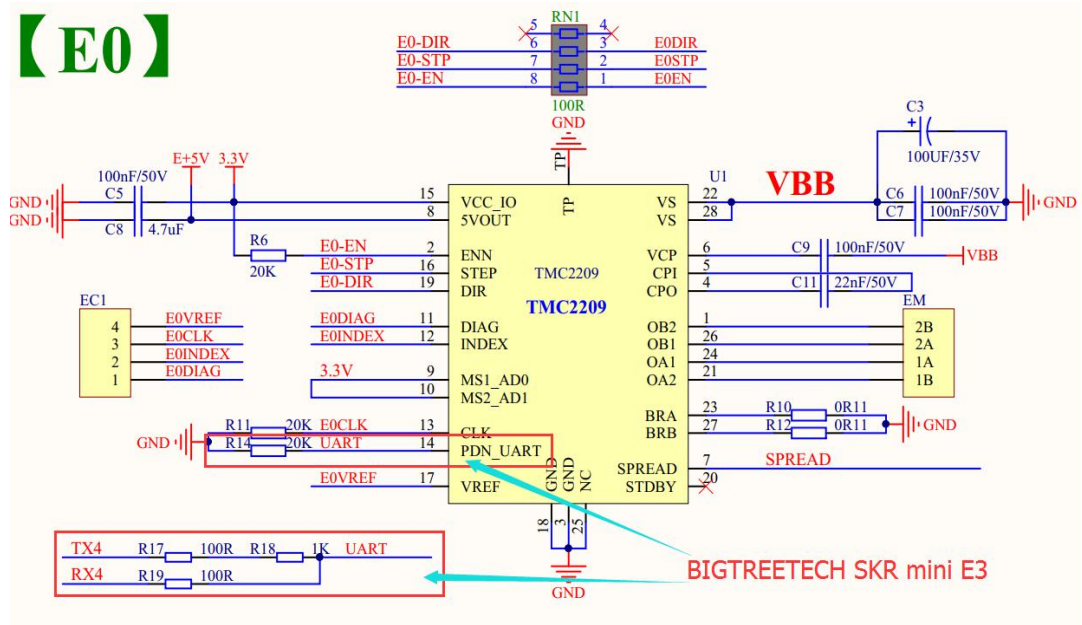 【E0】
RN1
5 4
E0-DIR 6 3 E0DIR
E0-STP 7 2 E0STP
E0-EN 8 1 E0EN
100R
GND
TP
C3
+
100UF/35V
E+5V 3.3V
100nF/50V
C5
GND
GND
C8 4.7uF
R6
20K
E0-EN
E0-STP
E0-DIR
U1
VBB
C6 100nF/50V
C7 100nF/50V
GND
C9 100nF/50V
VBB
C11 22nF/50V
TP
15 VCC_IO
8 5VOUT
2 ENN
16 STEP
19 DIR
11 DIAG
12 INDEX
9 MS1_AD0
10 MS2_AD1
13 CLK
14 PDN_UART
17 VREF
TMC2209
TMC2209
VS 22
VS 28
VCP 6
CPI 5
CPO 4
OB2 1
OB1 26
OA1 24
OA2 21
BRA 23
BRB 27
SPREAD 7
STDBY 20
GND
GND
NC
18
3
25
GND
EC1
4 E0VREF
3 E0CLK
2 E0INDEX
1 E0DIAG
E0DIAG
E0INDEX
3.3V
EM
2B
2A
1A
1B
R10 0R11
R12 0R11
GND
SPREAD
R11 20K E0CLK
GND
R14 20K UART
E0VREF
TX4 R17 100R R18 1K UART
RX4 R19 100R
BIGTREETECH SKR mini E3